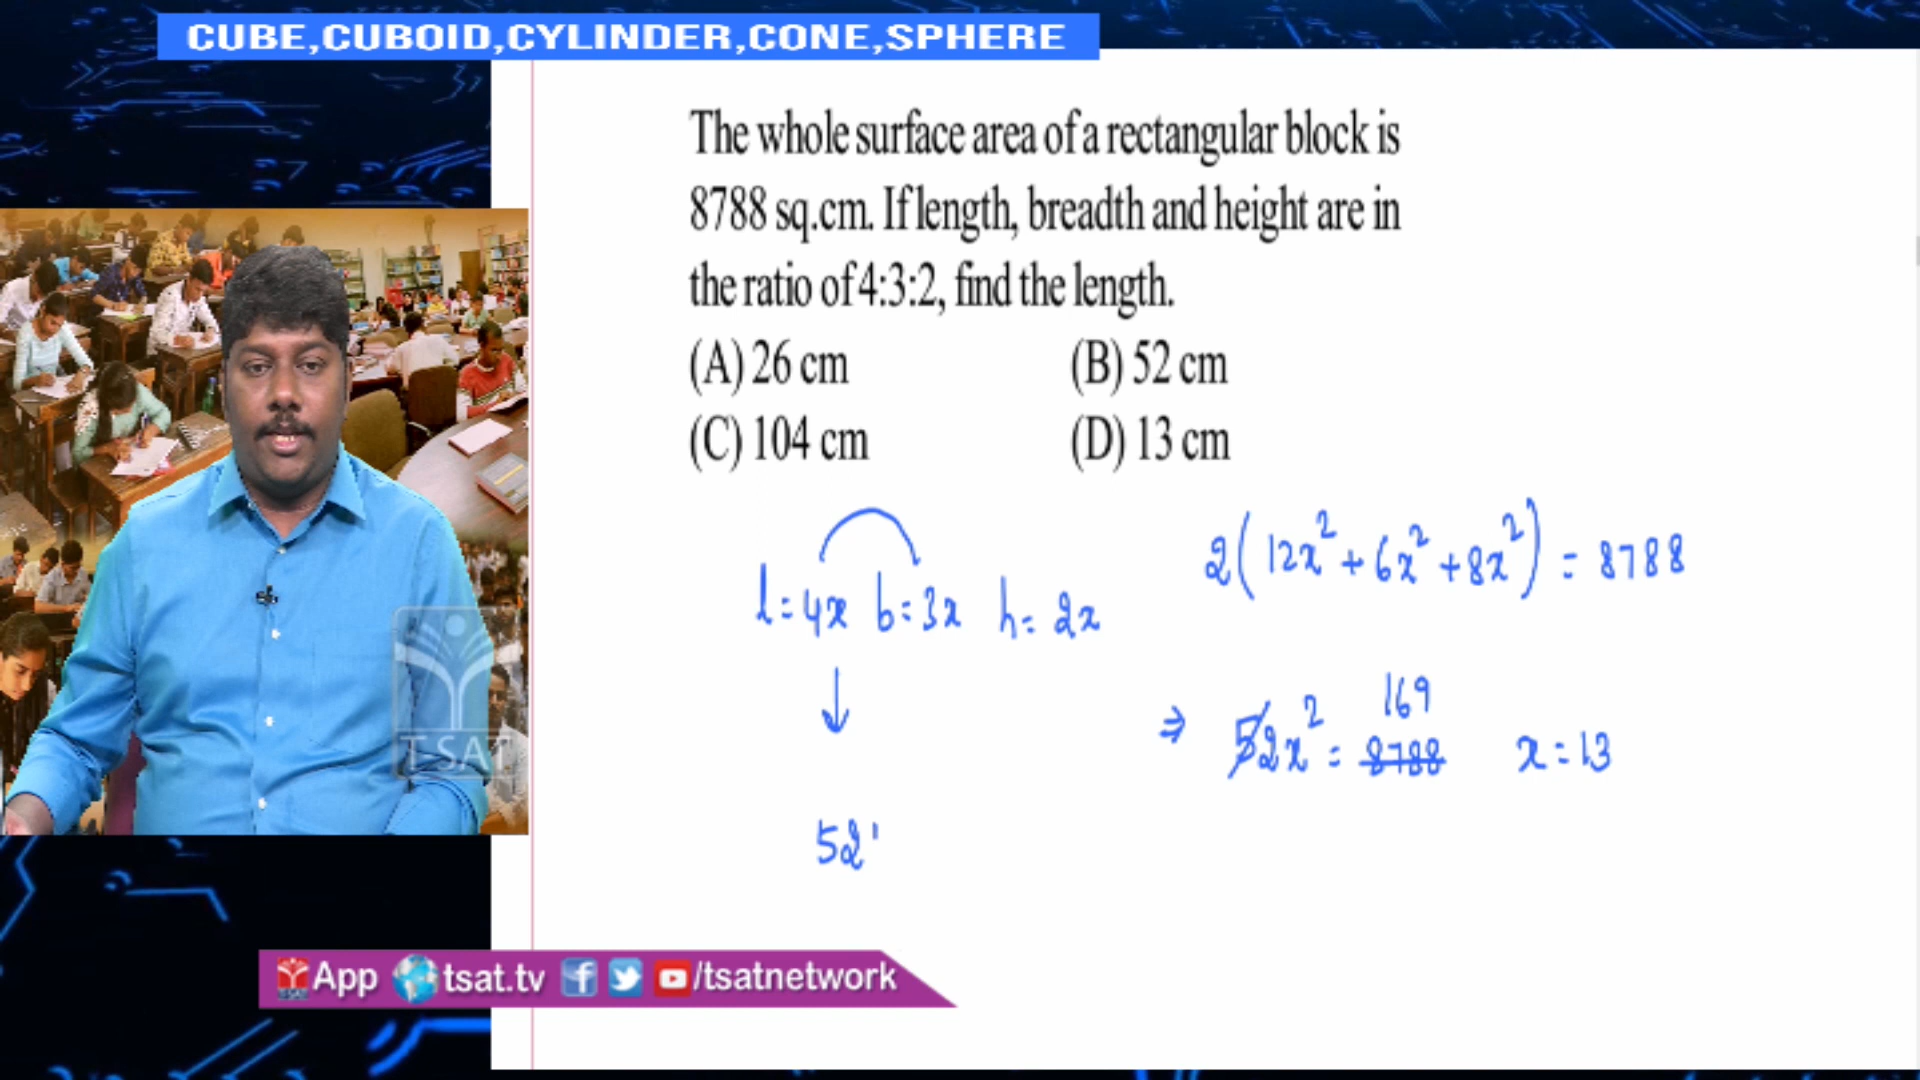 CUBE,CUBOID,CYLINDER,CONE,SPHERE
The whole surface area of a rectangular block is
8788 sq.cm. If length, breadth and height are in
the ratio of 4:3:2, find the length.
(A) 26 cm (B) 52 cm
(C) 104 cm (D) 13 cm
2(12x² + 6x² + 8x²) = 8788
l = 4x b = 3x h = 2x
169
⇒ 52x² = 8788 x = 13
52
T-SAT
App tsat.tv /tsatnetwork